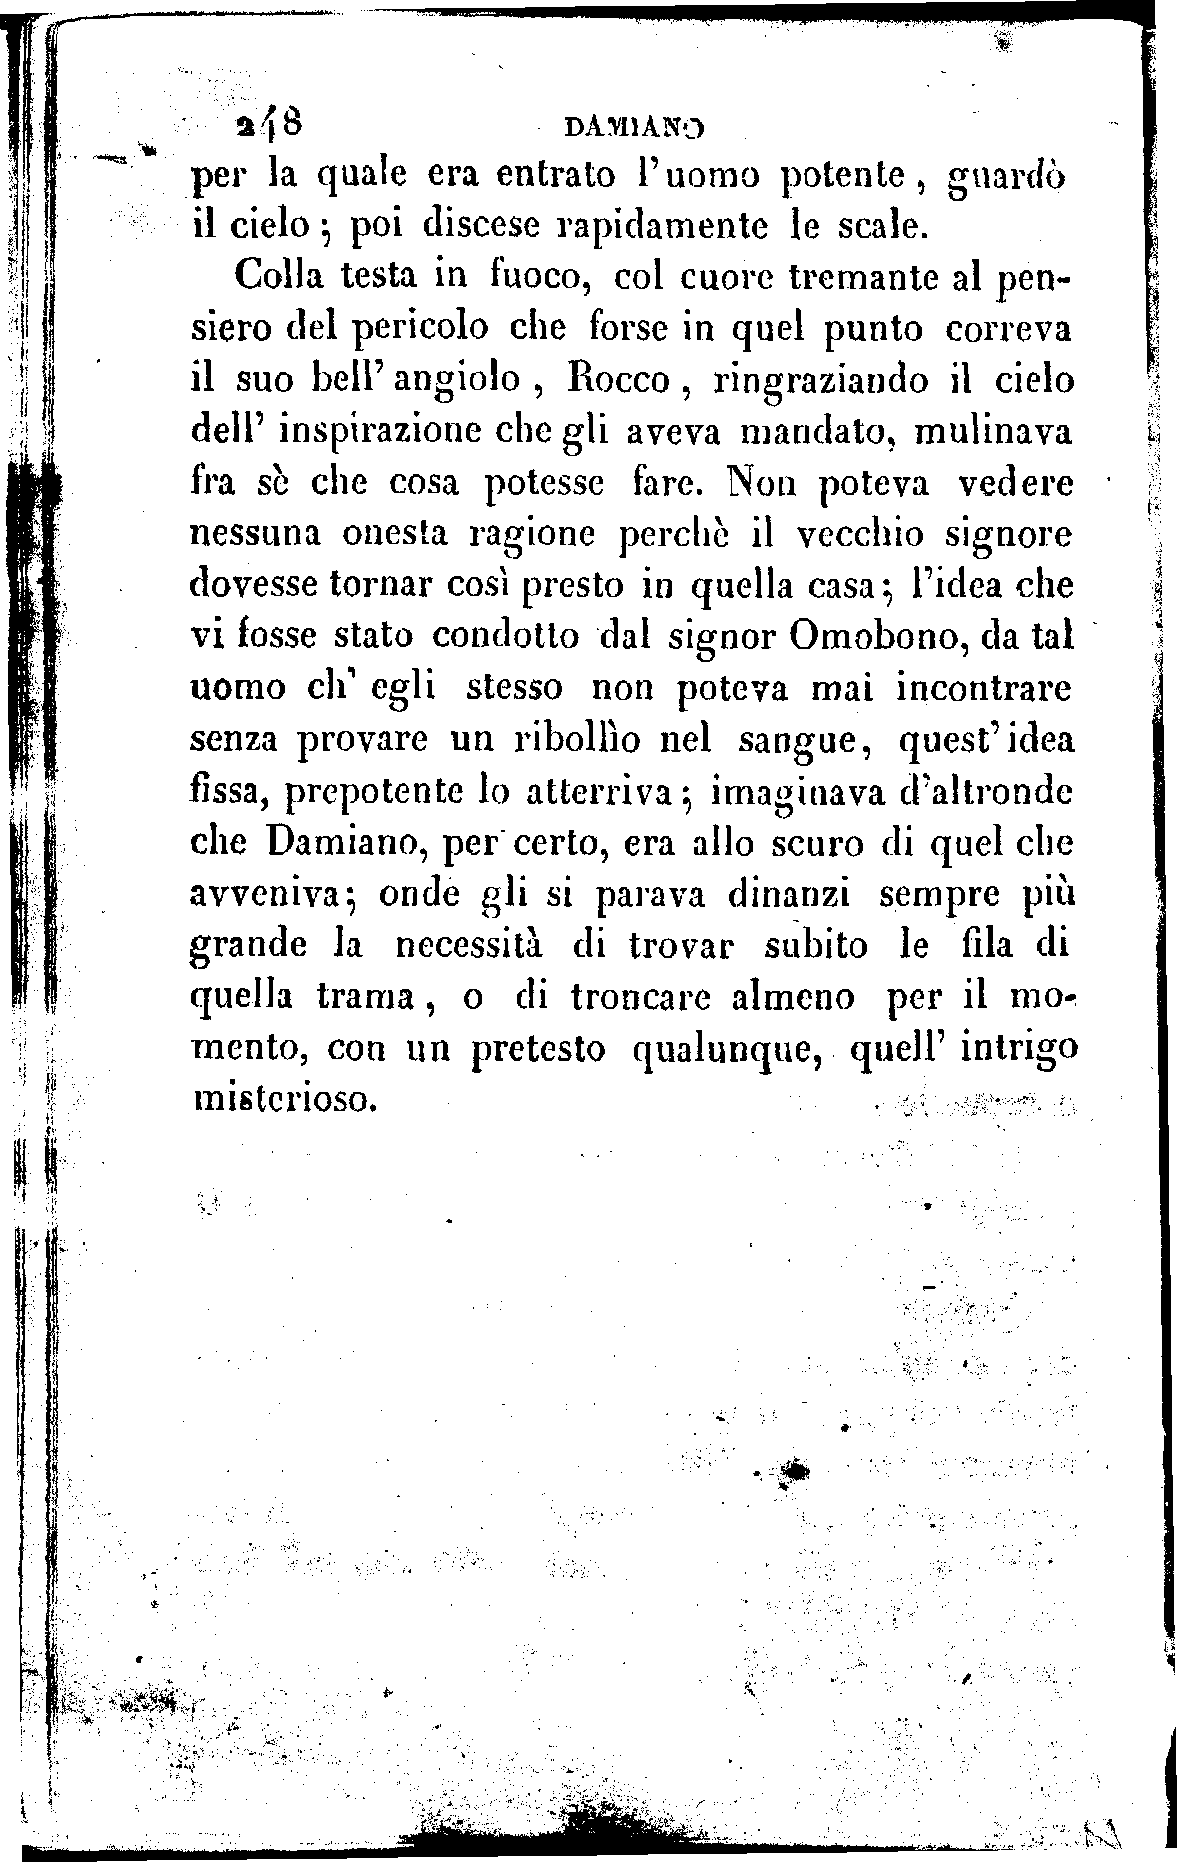 248 DAMIANO
per la quale era entrato l'uomo potente, guardò
il cielo; poi discese rapidamente le scale.
Colla testa in fuoco, col cuore tremante al pen-
siero del pericolo che forse in quel punto correva
il suo bell' angiolo, Rocco, ringraziando il cielo
dell' inspirazione che gli aveva mandato, mulinava
fra sè che cosa potesse fare. Non poteva vedere
nessuna onesta ragione perchè il vecchio signore
dovesse tornar così presto in quella casa; l'idea che
vi fosse stato condotto dal signor Omobono, da tal
uomo ch' egli stesso non poteva mai incontrare
senza provare un ribollìo nel sangue, quest' idea
fissa, prepotente lo atterriva; imaginava d'altronde
che Damiano, per certo, era allo scuro di quel che
avveniva; onde gli si parava dinanzi sempre più
grande la necessità di trovar subito le fila di
quella trama, o di troncare almeno per il mo-
mento, con un pretesto qualunque, quell' intrigo
misterioso.